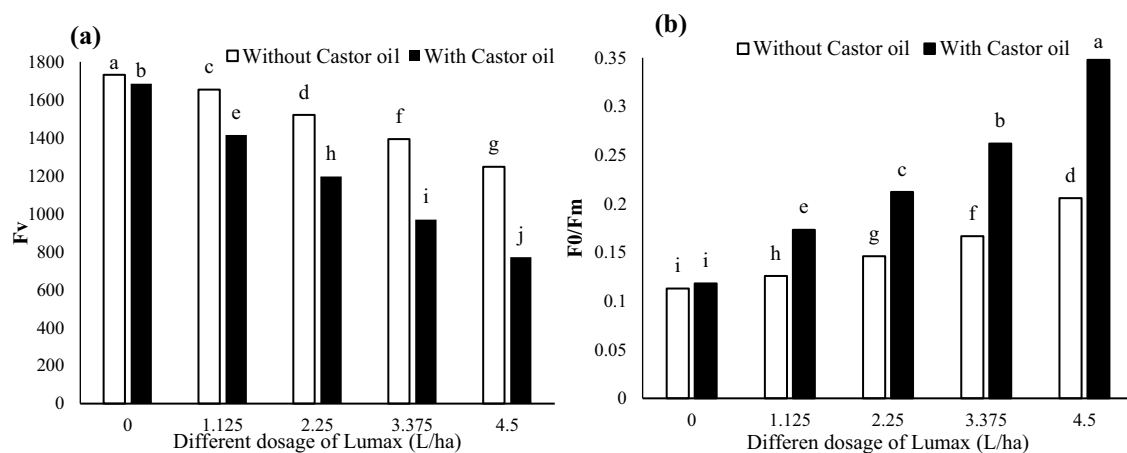 (a)
Without Castor oil With Castor oil
1800
1600
1400
1200
1000
800
600
400
200
0
Fv
a b c e d h f i g j
0 1.125 2.25 3.375 4.5
Different dosage of Lumax (L/ha)
(b)
Without Castor oil With Castor oil
0.35
0.3
0.25
0.2
0.15
0.1
0.05
0
F0/Fm
i i h e g c f b d a
0 1.125 2.25 3.375 4.5
Differen dosage of Lumax (L/ha)